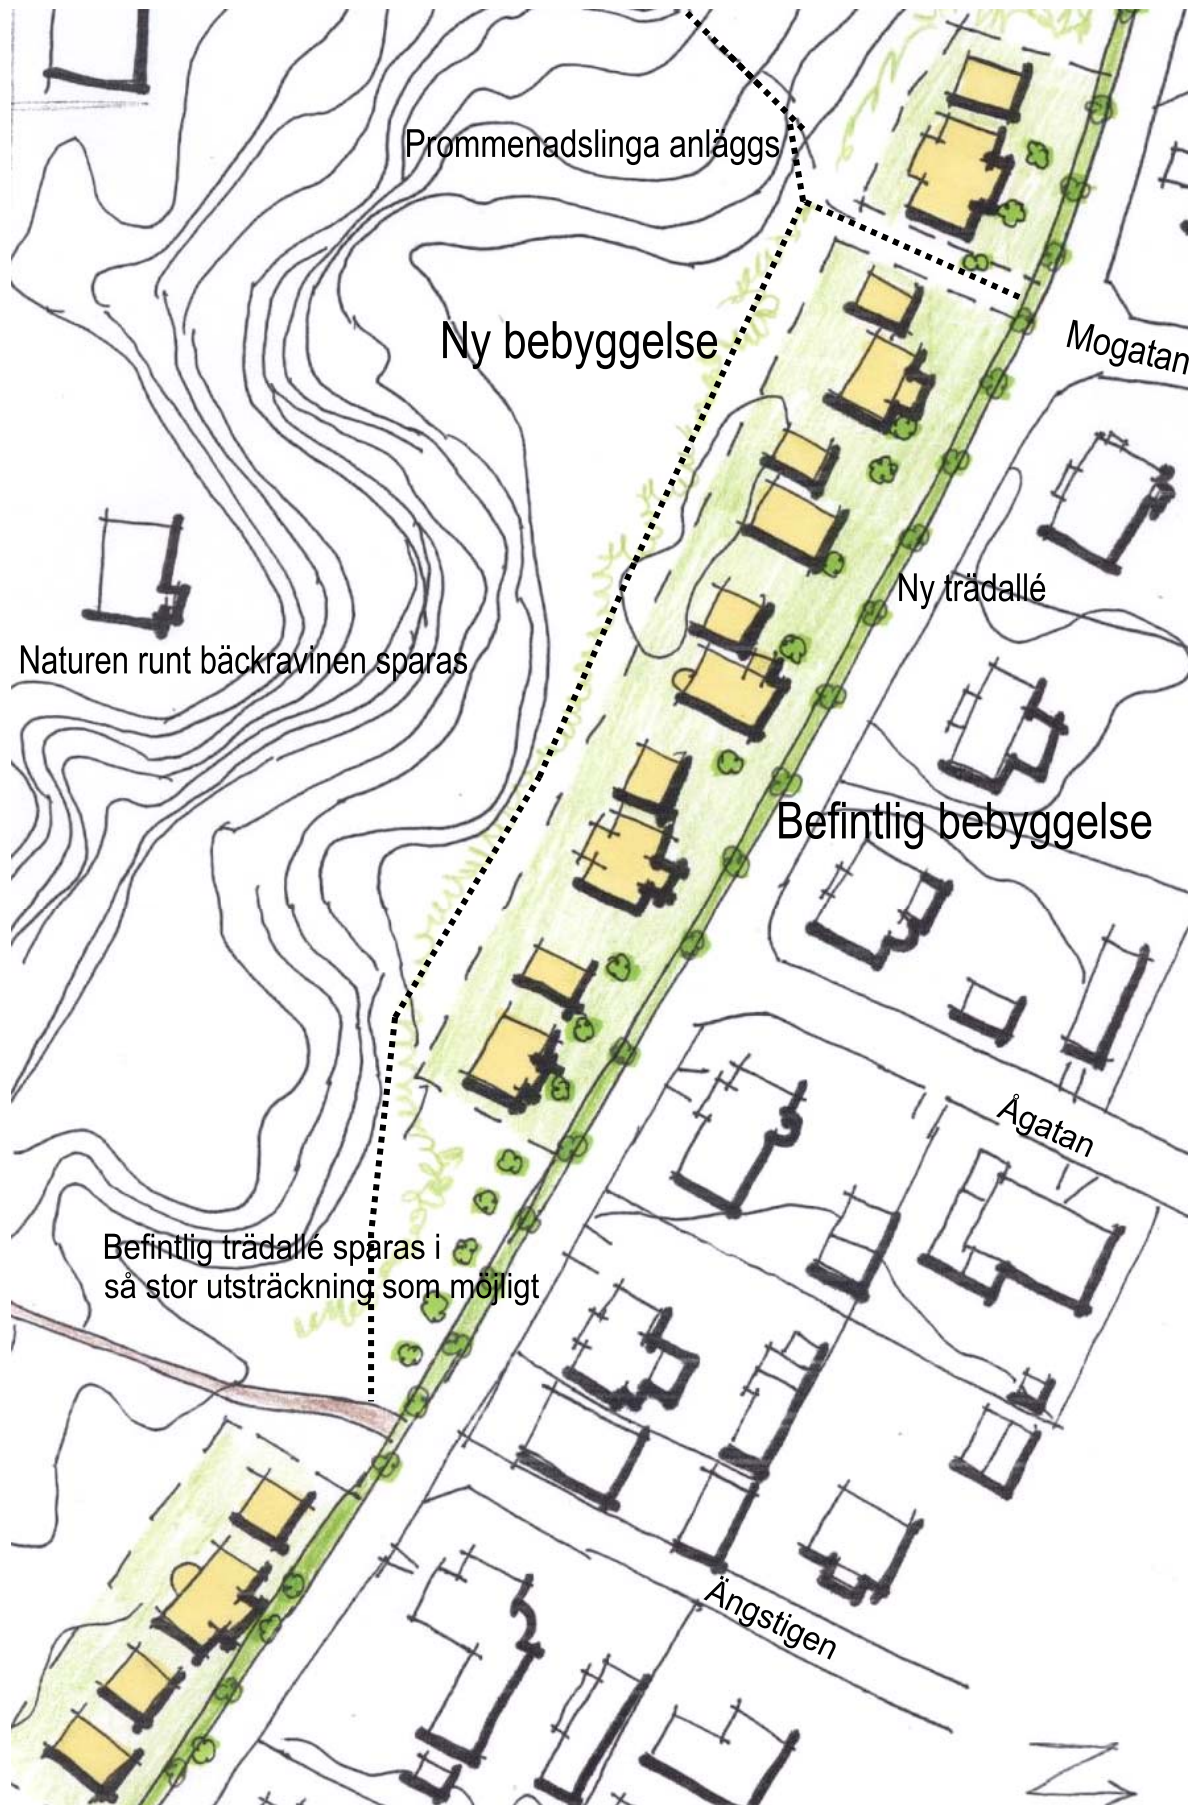 Prommenadslinga anläggs
Ny bebyggelse
Mogatan
Ny trädallé
Naturen runt bäckravinen sparas
Befintlig bebyggelse
Ågatan
Befintlig trädallé sparas i
så stor utsträckning som möjligt
Ängstigen